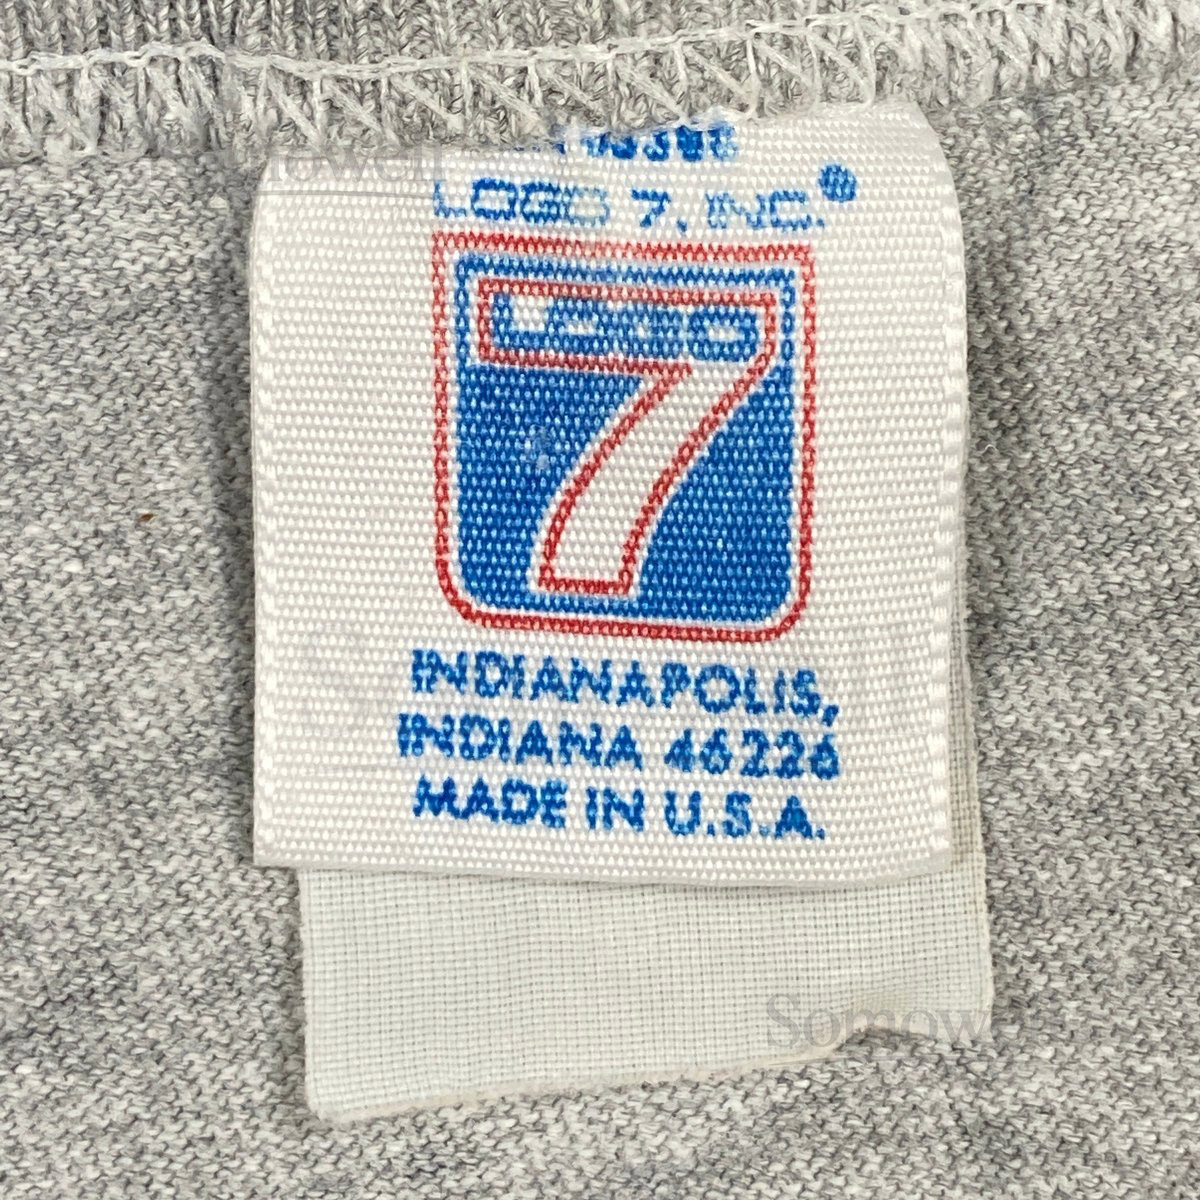 LOGO 7, INC.®
LOGO
7
INDIANAPOLIS,
INDIANA 46226
MADE IN U.S.A.